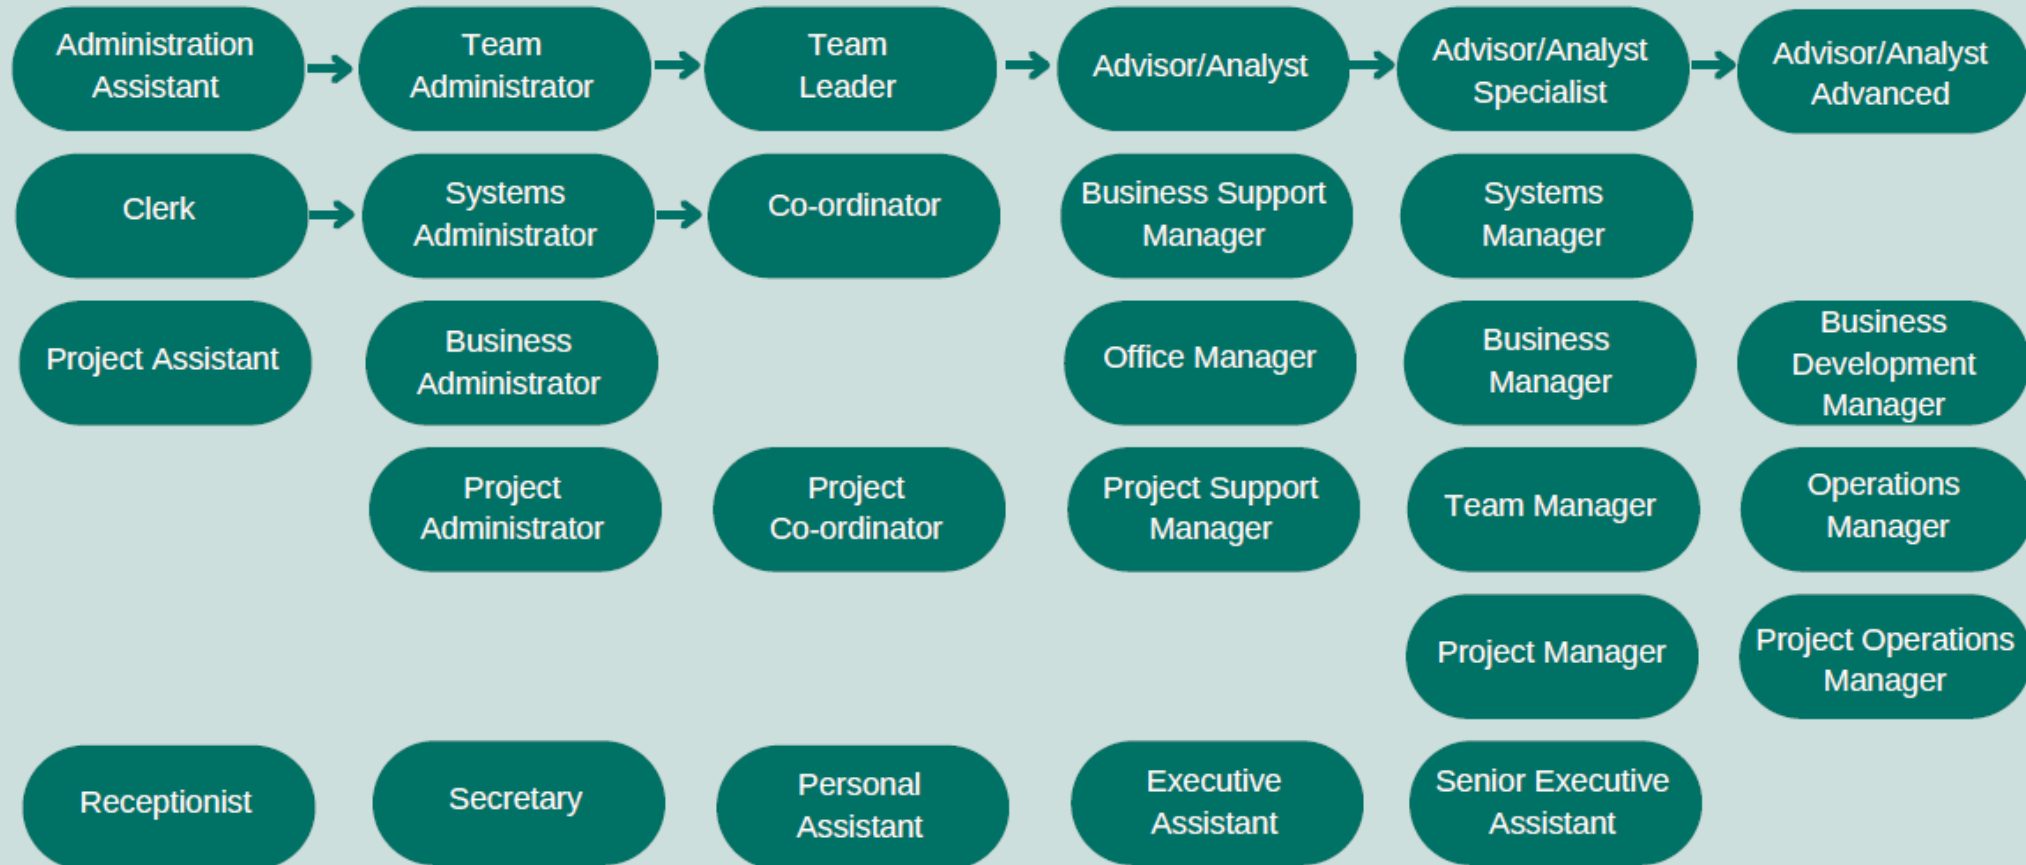 Administration
Assistant
Team
Administrator
Team
Leader
Advisor/Analyst
Advisor/Analyst
Specialist
Advisor/Analyst
Advanced
Clerk
Systems
Administrator
Co-ordinator
Business Support
Manager
Systems
Manager
Project Assistant
Business
Administrator
Office Manager
Business
Manager
Business
Development
Manager
Project
Administrator
Project
Co-ordinator
Project Support
Manager
Team Manager
Operations
Manager
Project Manager
Project Operations
Manager
Receptionist
Secretary
Personal
Assistant
Executive
Assistant
Senior Executive
Assistant